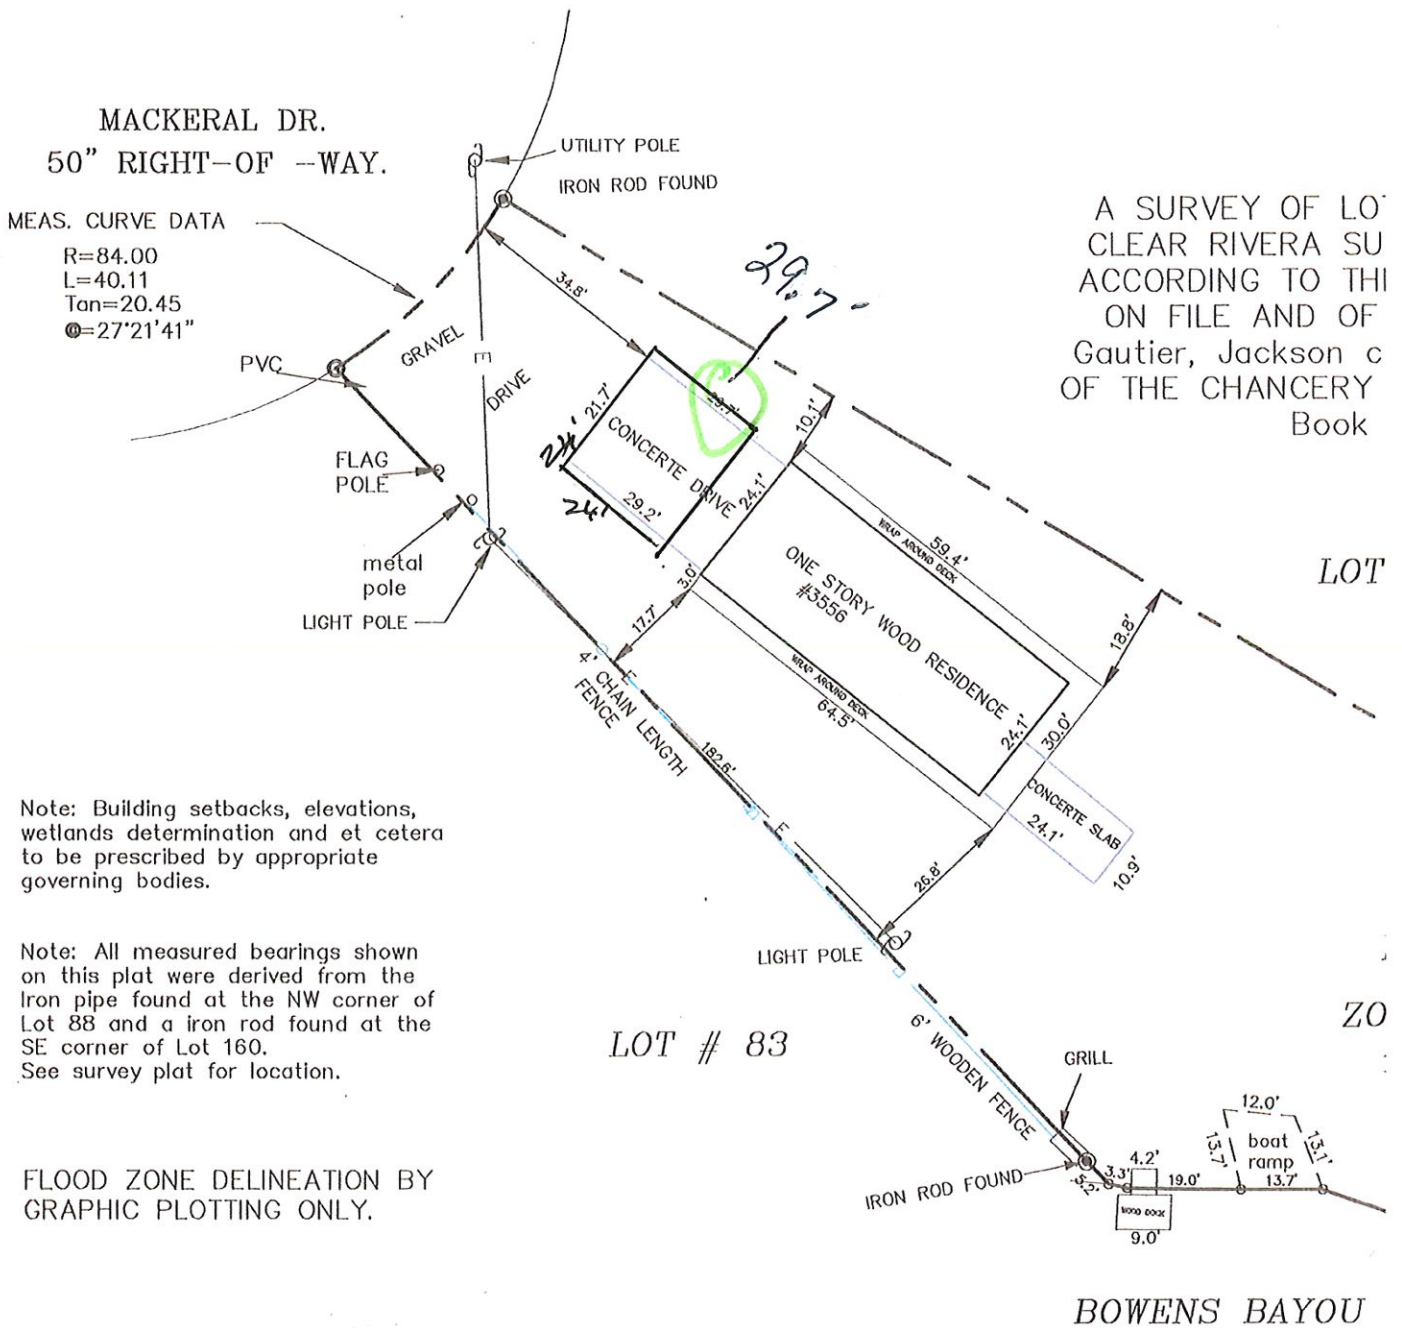 MACKERAL DR.
50" RIGHT-OF -WAY.
MEAS. CURVE DATA
R=84.00
L=40.11
Tan=20.45
=27°21'41"
UTILITY POLE
IRON ROD FOUND
A SURVEY OF LO
CLEAR RIVERA SU
ACCORDING TO THI
ON FILE AND OF
Gautier, Jackson c
OF THE CHANCERY
Book
29.7'
34.8'
GRAVEL
DRIVE
E
PVC
FLAG
POLE
metal
pole
LIGHT POLE
21.7'
24'
24'
29.7'
CONCERTE DRIVE
29.2'
10.1'
24.1'
3.0'
17.7'
WRAP AROUND DECK
59.4'
ONE STORY WOOD RESIDENCE
#3556
WRAP AROUND DECK
64.5'
24.1'
30.0'
18.8'
LOT
4' CHAIN LENGTH
FENCE
E
182.6'
E
CONCERTE SLAB
24.1'
10.9'
26.8'
LIGHT POLE
Note: Building setbacks, elevations,
wetlands determination and et cetera
to be prescribed by appropriate
governing bodies.
Note: All measured bearings shown
on this plat were derived from the
Iron pipe found at the NW corner of
Lot 88 and a iron rod found at the
SE corner of Lot 160.
See survey plat for location.
LOT # 83
ZO
6' WOODEN FENCE
GRILL
IRON ROD FOUND
3.3'
5.2'
4.2'
WOOD DOCK
9.0'
19.0'
12.0'
13.7'
boat
ramp
13.1'
13.7'
FLOOD ZONE DELINEATION BY
GRAPHIC PLOTTING ONLY.
BOWENS BAYOU